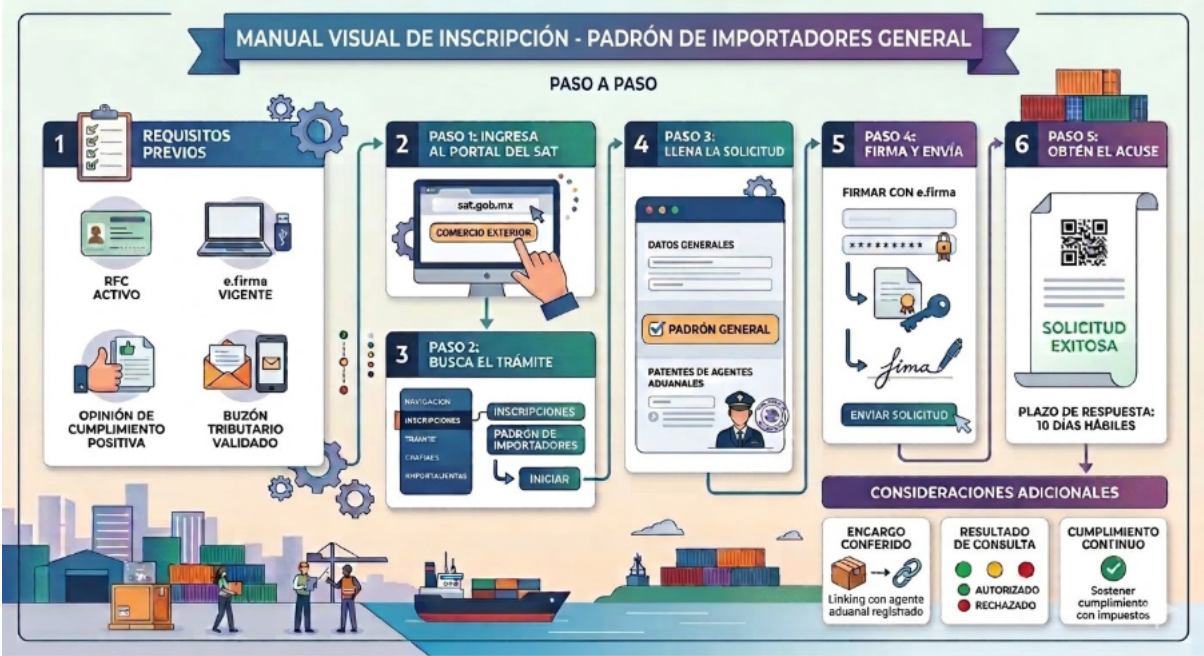 MANUAL VISUAL DE INSCRIPCIÓN - PADRÓN DE IMPORTADORES GENERAL
PASO A PASO
1
REQUISITOS
PREVIOS
RFC
ACTIVO
e.firma
VIGENTE
OPINIÓN DE
CUMPLIMIENTO
POSITIVA
BUZÓN
TRIBUTARIO
VALIDADO
2
PASO 1: INGRESA
AL PORTAL DEL SAT
sat.gob.mx
COMERCIO EXTERIOR
3
PASO 2:
BUSCA EL TRÁMITE
NAVIGACION
INSCRIPCIONES
TRAMITE
CRAFIAES
RMPORTALIENTAS
INSCRIPCIONES
PADRÓN DE
IMPORTADORES
INICIAR
4
PASO 3:
LLENA LA SOLICITUD
DATOS GENERALES
PADRÓN GENERAL
PATENTES DE AGENTES
ADUANALES
5
PASO 4:
FIRMA Y ENVÍA
FIRMAR CON e.firma
*********
fima
ENVIAR SOLICITUD
6
PASO 5:
OBTÉN EL ACUSE
SOLICITUD
EXITOSA
PLAZO DE RESPUESTA:
10 DÍAS HÁBILES
CONSIDERACIONES ADICIONALES
ENCARGO
CONFERIDO
Linking con agente
aduanal registrado
RESULTADO
DE CONSULTA
AUTORIZADO
RECHAZADO
CUMPLIMIENTO
CONTINUO
Sostener
cumplimiento
con impuestos